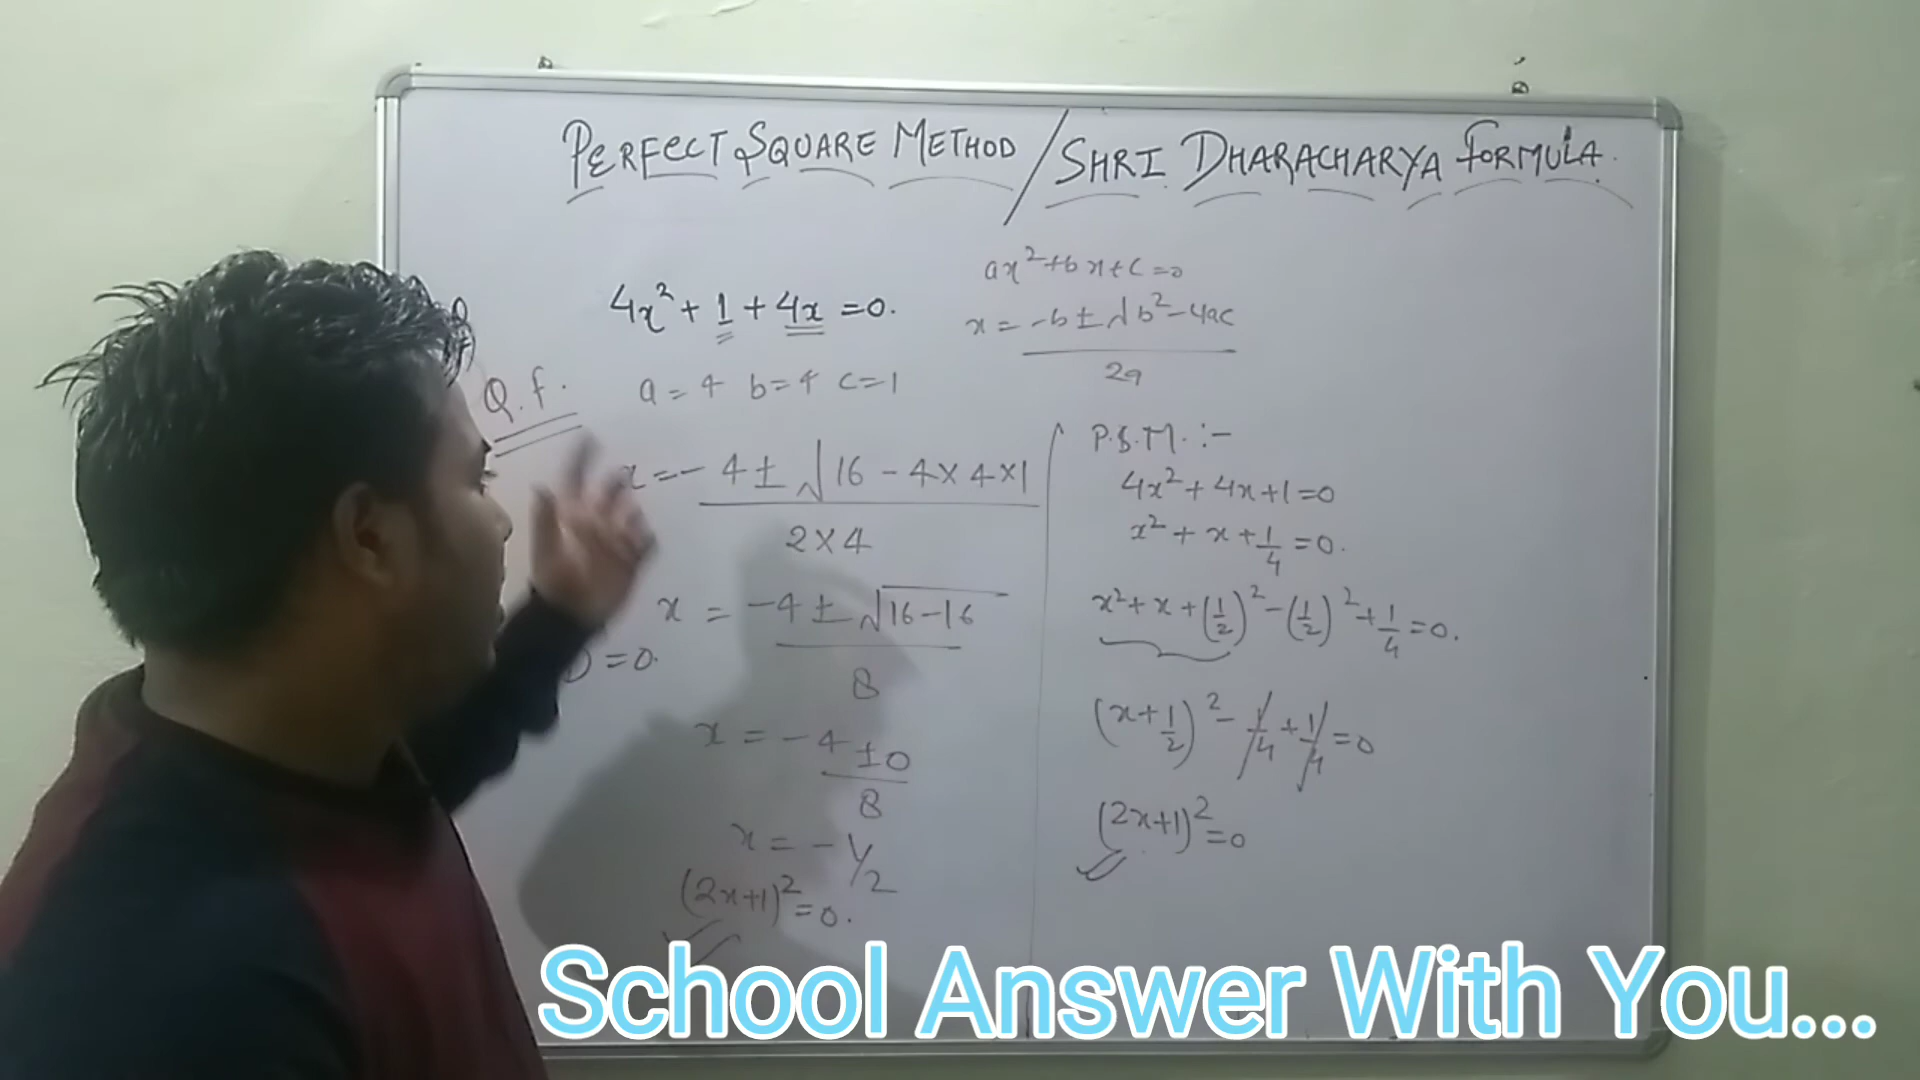 PERFECT SQUARE METHOD / SHRI DHARACHARYA FORMULA.
4x² + 1 + 4x = 0.
ax²+bx+c=0
x = -b ± √b²-4ac
2a
Q.f.
a = 4 b = 4 c = 1
x = - 4 ± √16 - 4×4×1
2×4
x = -4 ± √16-16
8
D = 0.
x = -4 ± 0
8
x = -1/2
(2x+1)² = 0.
P.S.M. :-
4x² + 4x + 1 = 0
x² + x + 1/4 = 0.
x² + x + (1/2)² - (1/2)² + 1/4 = 0.
(x + 1/2)² - 1/4 + 1/4 = 0
(2x+1)² = 0
School Answer With You...